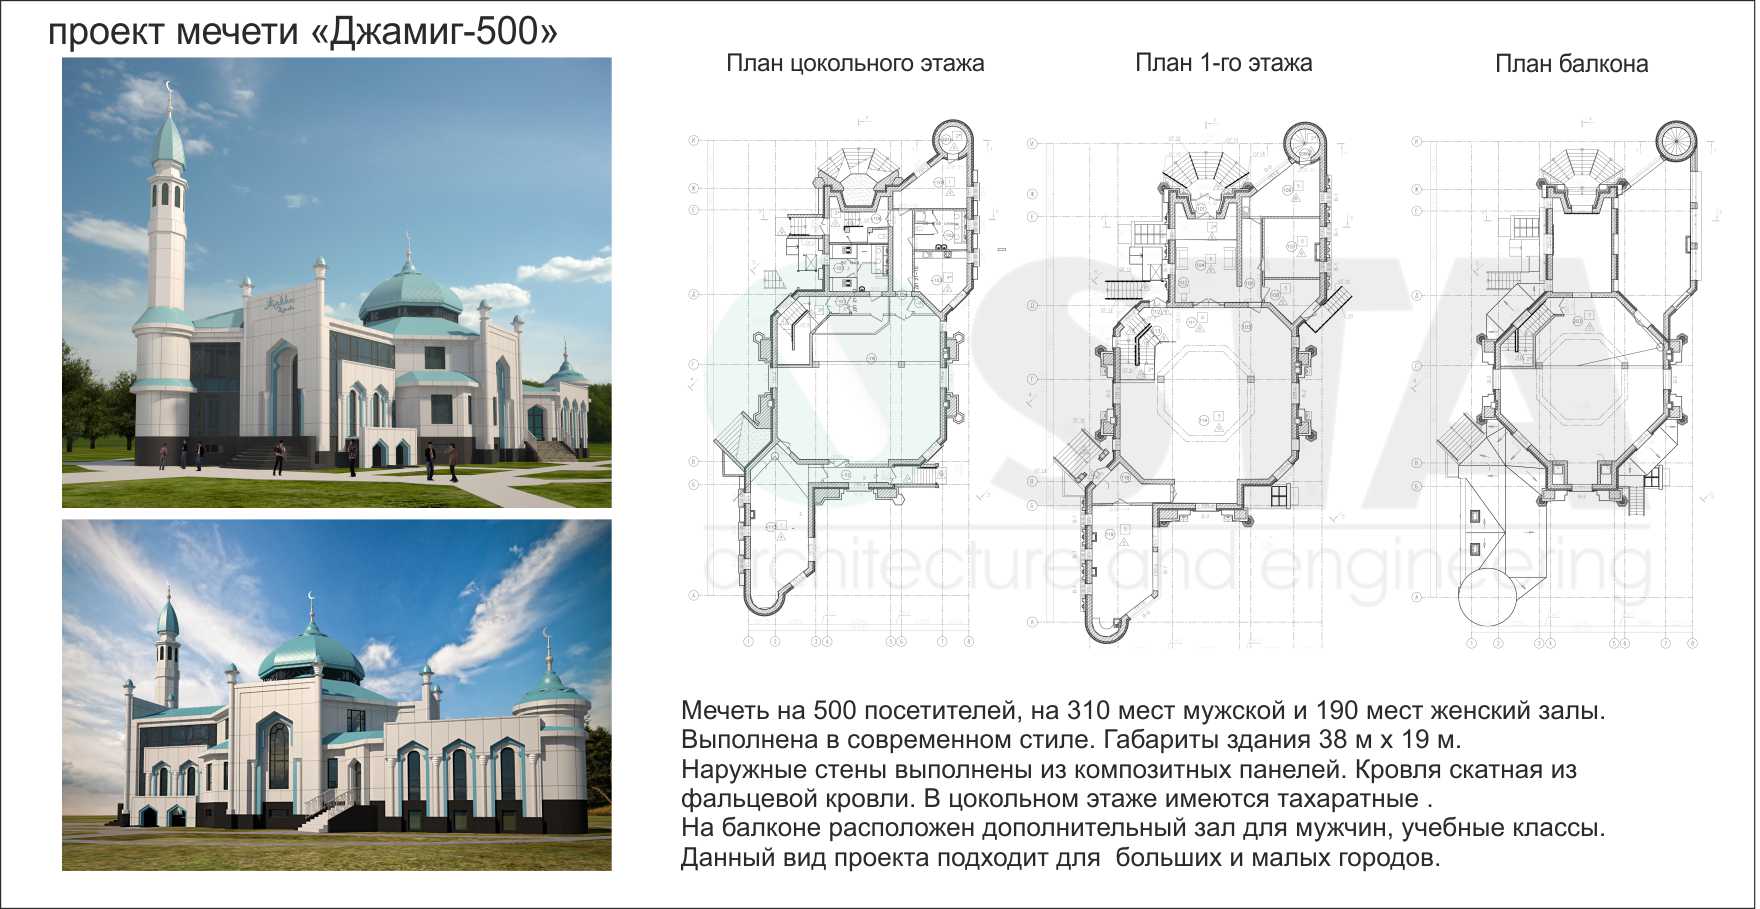 проект мечети «Джамиг-500»
План цокольного этажа
План 1-го этажа
План балкона
OSTA
architecture and engineering
Мечеть на 500 посетителей, на 310 мест мужской и 190 мест женский залы.
Выполнена в современном стиле. Габариты здания 38 м х 19 м.
Наружные стены выполнены из композитных панелей. Кровля скатная из
фальцевой кровли. В цокольном этаже имеются тахаратные .
На балконе расположен дополнительный зал для мужчин, учебные классы.
Данный вид проекта подходит для  больших и малых городов.